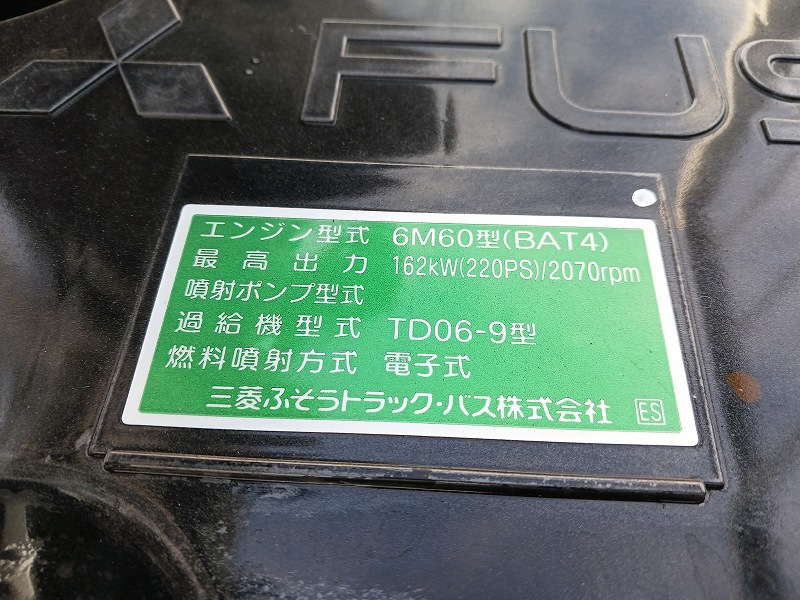 FUS
エンジン型式 6M60型(BAT4)
最高出力 162kW(220PS)/2070rpm
噴射ポンプ型式
過給機型式 TD06-9型
燃料噴射方式 電子式
三菱ふそうトラック・バス株式会社 ES